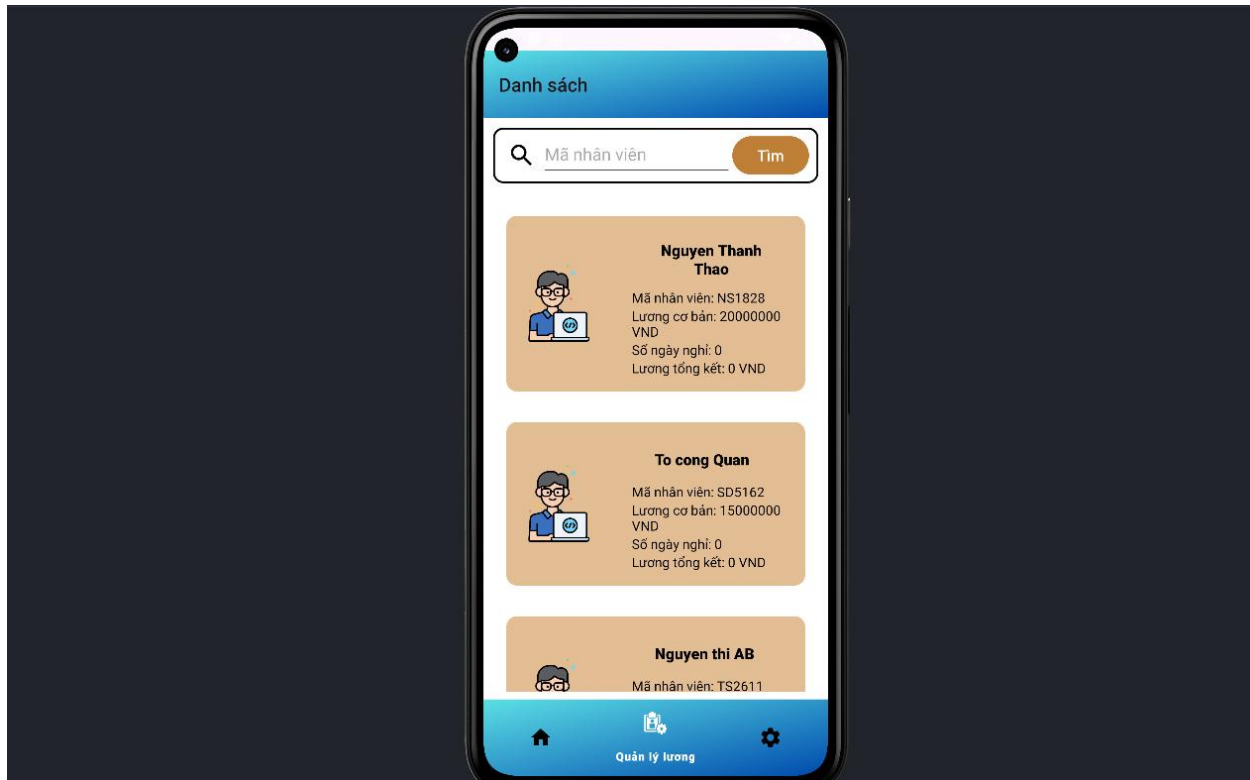 Danh sách
Mã nhân viên
Tìm
Nguyen Thanh
Thao
Mã nhân viên: NS1828
Lương cơ bản: 20000000
VND
Số ngày nghỉ: 0
Lương tổng kết: 0 VND
To cong Quan
Mã nhân viên: SD5162
Lương cơ bản: 15000000
VND
Số ngày nghỉ: 0
Lương tổng kết: 0 VND
Nguyen thi AB
Mã nhân viên: TS2611
Quản lý lương